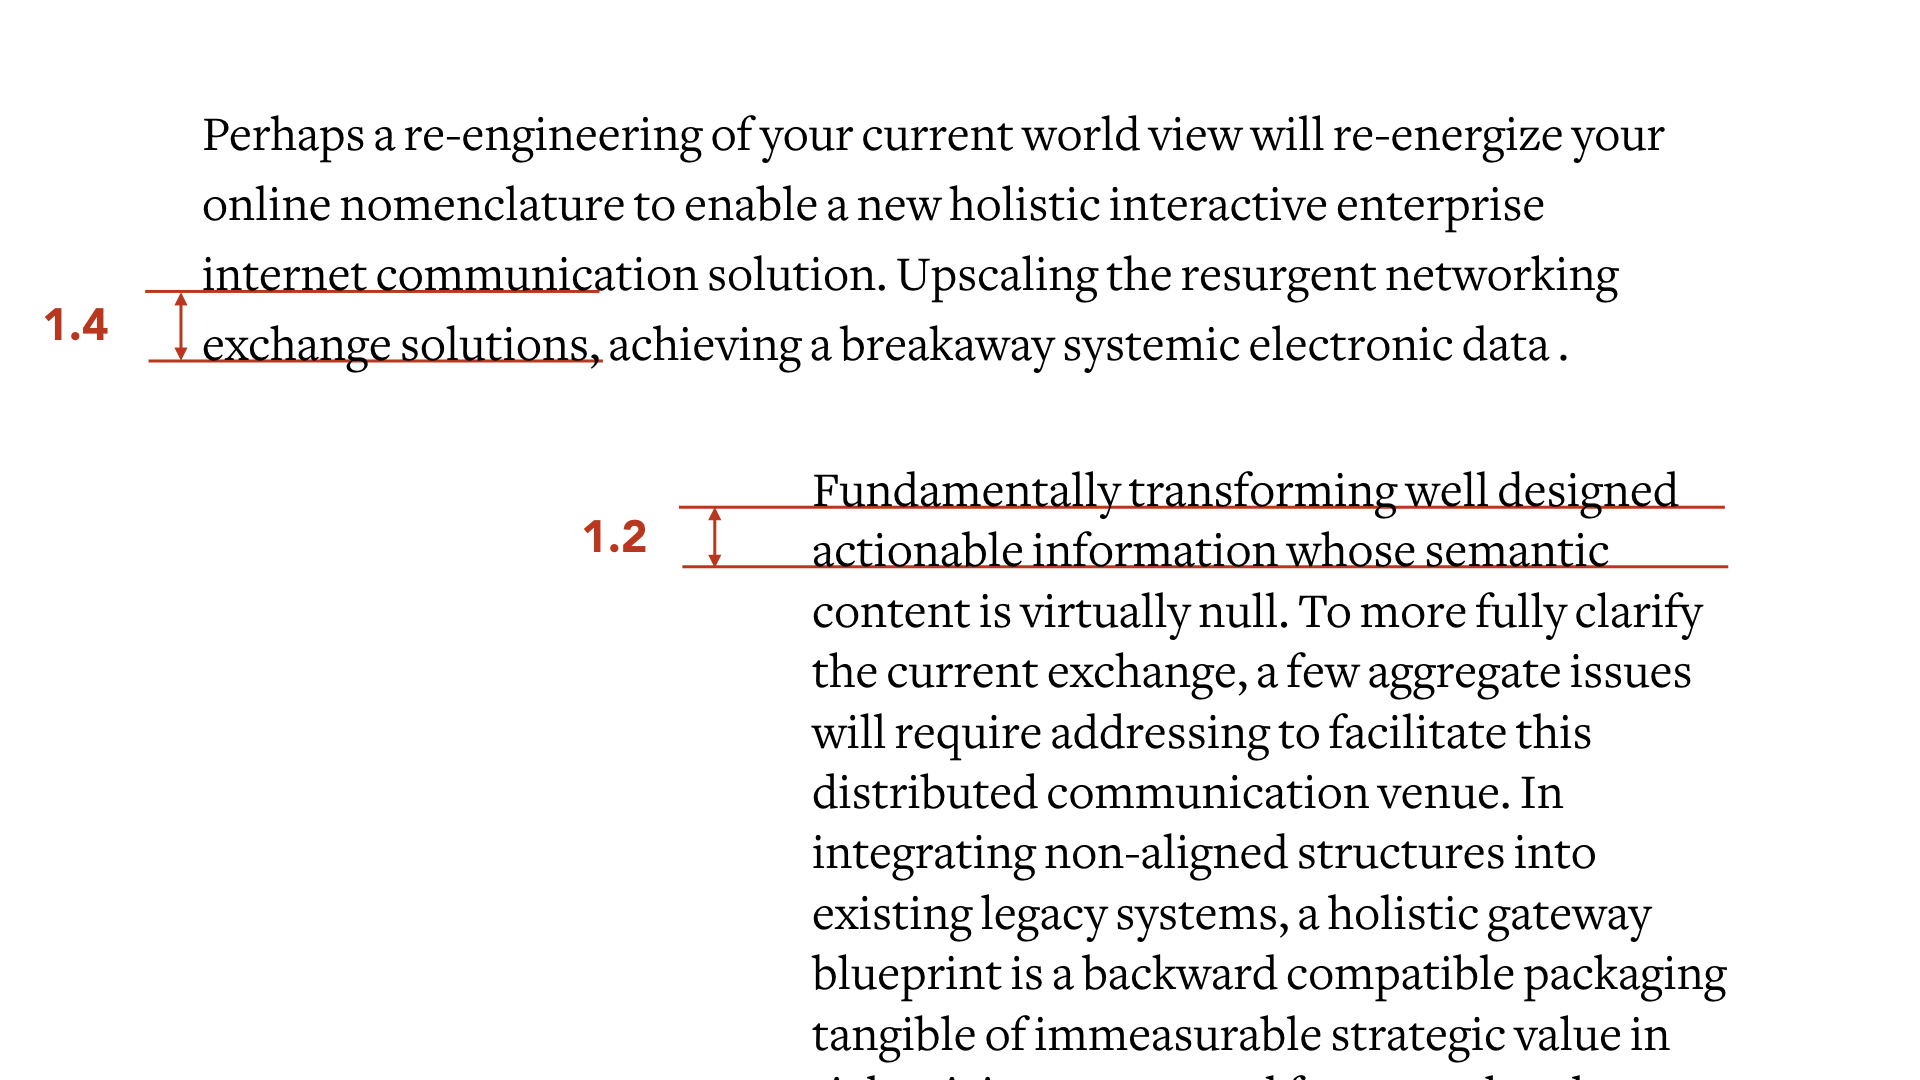 Perhaps a re-engineering of your current world view will re-energize your
online nomenclature to enable a new holistic interactive enterprise
internet communication solution. Upscaling the resurgent networking
1.4
exchange solutions, achieving a breakaway systemic electronic data .
Fundamentally transforming well designed
1.2
actionable information whose semantic
content is virtually null. To more fully clarify
the current exchange, a few aggregate issues
will require addressing to facilitate this
distributed communication venue. In
integrating non-aligned structures into
existing legacy systems, a holistic gateway
blueprint is a backward compatible packaging
tangible of immeasurable strategic value in